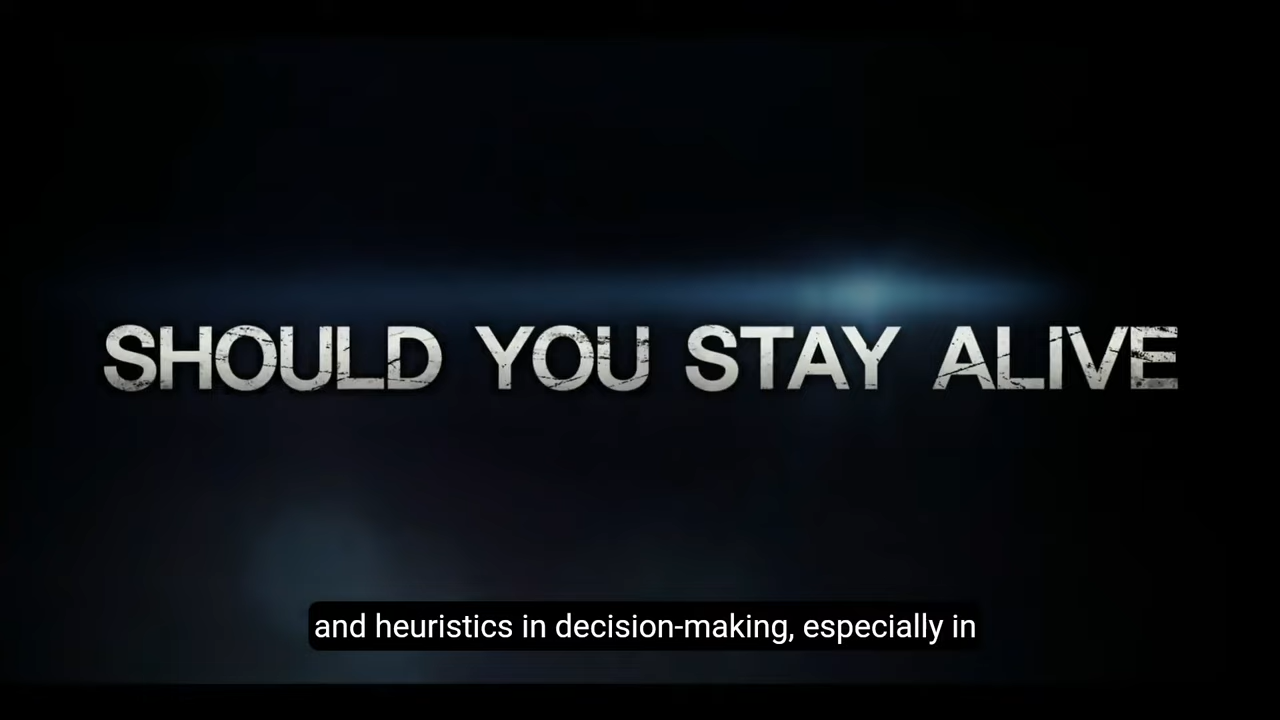 SHOULD YOU STAY ALIVE
and heuristics in decision-making, especially in